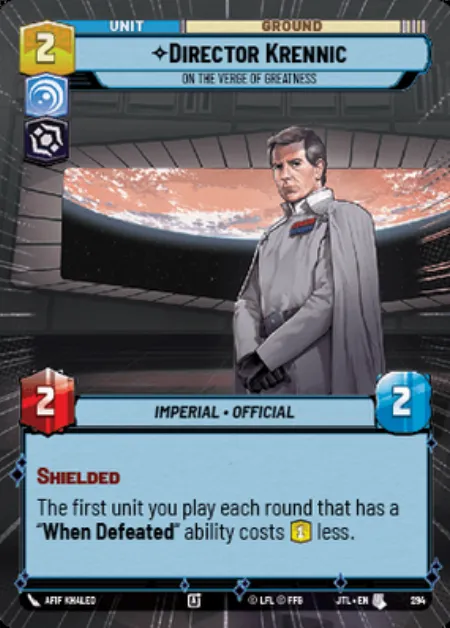 UNIT GROUND
2
✧DIRECTOR KRENNIC
ON THE VERGE OF GREATNESS
2 IMPERIAL • OFFICIAL 2
SHIELDED
The first unit you play each round that has a
"When Defeated" ability costs 1 less.
AFIF KHALED © LFL © FFG JTL • EN 294